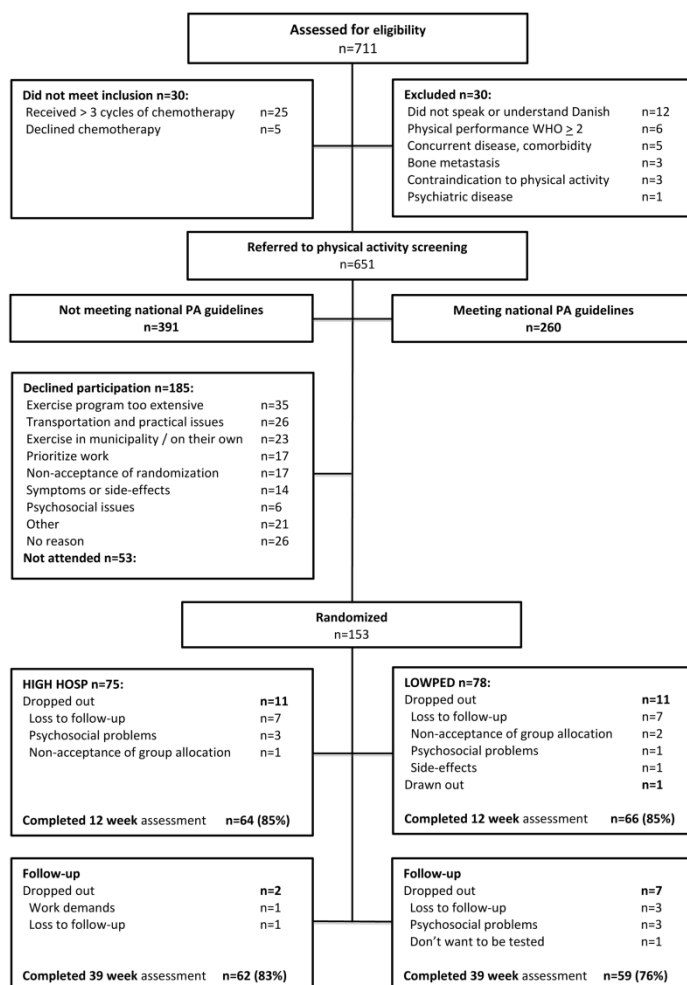 Assessed for eligibility
n=711
Did not meet inclusion n=30:
Received > 3 cycles of chemotherapy n=25
Declined chemotherapy n=5
Excluded n=30:
Did not speak or understand Danish n=12
Physical performance WHO ≥ 2 n=6
Concurrent disease, comorbidity n=5
Bone metastasis n=3
Contraindication to physical activity n=3
Psychiatric disease n=1
Referred to physical activity screening
n=651
Not meeting national PA guidelines
n=391
Meeting national PA guidelines
n=260
Declined participation n=185:
Exercise program too extensive n=35
Transportation and practical issues n=26
Exercise in municipality / on their own n=23
Prioritize work n=17
Non-acceptance of randomization n=17
Symptoms or side-effects n=14
Psychosocial issues n=6
Other n=21
No reason n=26
Not attended n=53:
Randomized
n=153
HIGH HOSP n=75:
Dropped out n=11
Loss to follow-up n=7
Psychosocial problems n=3
Non-acceptance of group allocation n=1
Completed 12 week assessment n=64 (85%)
LOWPED n=78:
Dropped out n=11
Loss to follow-up n=7
Non-acceptance of group allocation n=2
Psychosocial problems n=1
Side-effects n=1
Drawn out n=1
Completed 12 week assessment n=66 (85%)
Follow-up
Dropped out n=2
Work demands n=1
Loss to follow-up n=1
Completed 39 week assessment n=62 (83%)
Follow-up
Dropped out n=7
Loss to follow-up n=3
Psychosocial problems n=3
Don't want to be tested n=1
Completed 39 week assessment n=59 (76%)